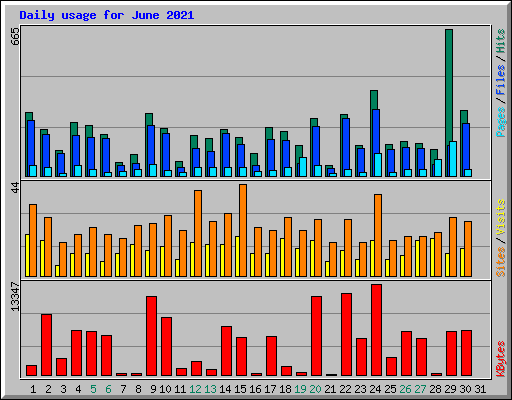 Daily usage for June 2021
665
Pages / Files / Hits
44
Sites / Visits
13347
KBytes
1 2 3 4 5 6 7 8 9 10 11 12 13 14 15 16 17 18 19 20 21 22 23 24 25 26 27 28 29 30 31